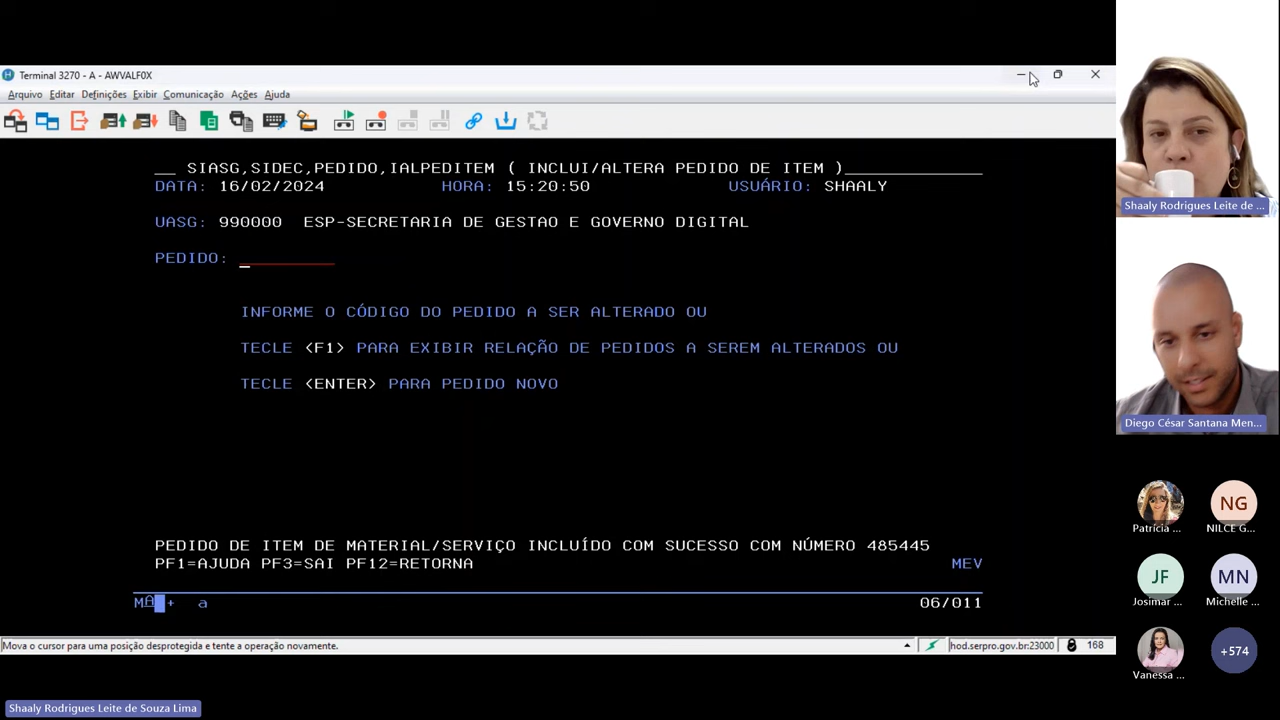 Terminal 3270 - A - AWVALF0X
Arquivo Editar Definições Exibir Comunicação Ações Ajuda
__ SIASG,SIDEC,PEDIDO,IALPEDITEM ( INCLUI/ALTERA PEDIDO DE ITEM )_____________
DATA: 16/02/2024 HORA: 15:20:50 USUÁRIO: SHAALY
UASG: 990000 ESP-SECRETARIA DE GESTAO E GOVERNO DIGITAL
PEDIDO: _________
INFORME O CÓDIGO DO PEDIDO A SER ALTERADO OU
TECLE <F1> PARA EXIBIR RELAÇÃO DE PEDIDOS A SEREM ALTERADOS OU
TECLE <ENTER> PARA PEDIDO NOVO
PEDIDO DE ITEM DE MATERIAL/SERVIÇO INCLUÍDO COM SUCESSO COM NÚMERO 485445
PF1=AJUDA PF3=SAI PF12=RETORNA MEV
MA + a 06/011
Mova o cursor para uma posição desprotegida e tente a operação novamente. hod.serpro.gov.br:23000 168
Shaaly Rodrigues Leite de Souza Lima
Shaaly Rodrigues Leite de ...
Diego César Santana Men...
NG
Patrícia ... NILCE G...
JF MN
Josimar ... Michelle ...
+574
Vanessa ...